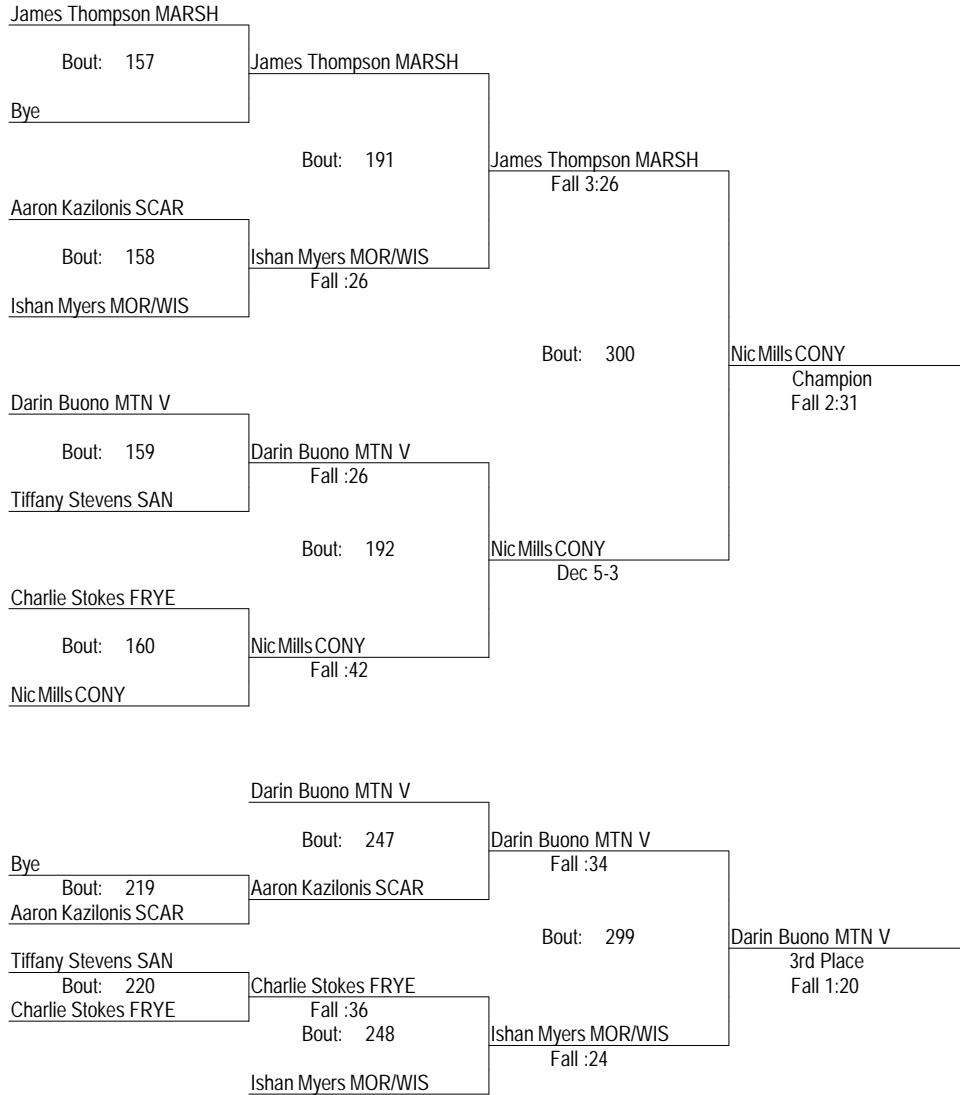 James Thompson MARSH
Bout: 157
James Thompson MARSH
Bye
Bout: 191
James Thompson MARSH
Fall 3:26
Aaron Kazilonis SCAR
Bout: 158
Ishan Myers MOR/WIS
Fall :26
Ishan Myers MOR/WIS
Bout: 300
Nic Mills CONY
Champion
Fall 2:31
Darin Buono MTN V
Bout: 159
Darin Buono MTN V
Fall :26
Tiffany Stevens SAN
Bout: 192
Nic Mills CONY
Dec 5-3
Charlie Stokes FRYE
Bout: 160
Nic Mills CONY
Fall :42
Nic Mills CONY
Darin Buono MTN V
Bout: 247
Darin Buono MTN V
Fall :34
Bye
Bout: 219
Aaron Kazilonis SCAR
Aaron Kazilonis SCAR
Bout: 299
Darin Buono MTN V
3rd Place
Fall 1:20
Tiffany Stevens SAN
Bout: 220
Charlie Stokes FRYE
Charlie Stokes FRYE
Fall :36
Bout: 248
Ishan Myers MOR/WIS
Fall :24
Ishan Myers MOR/WIS